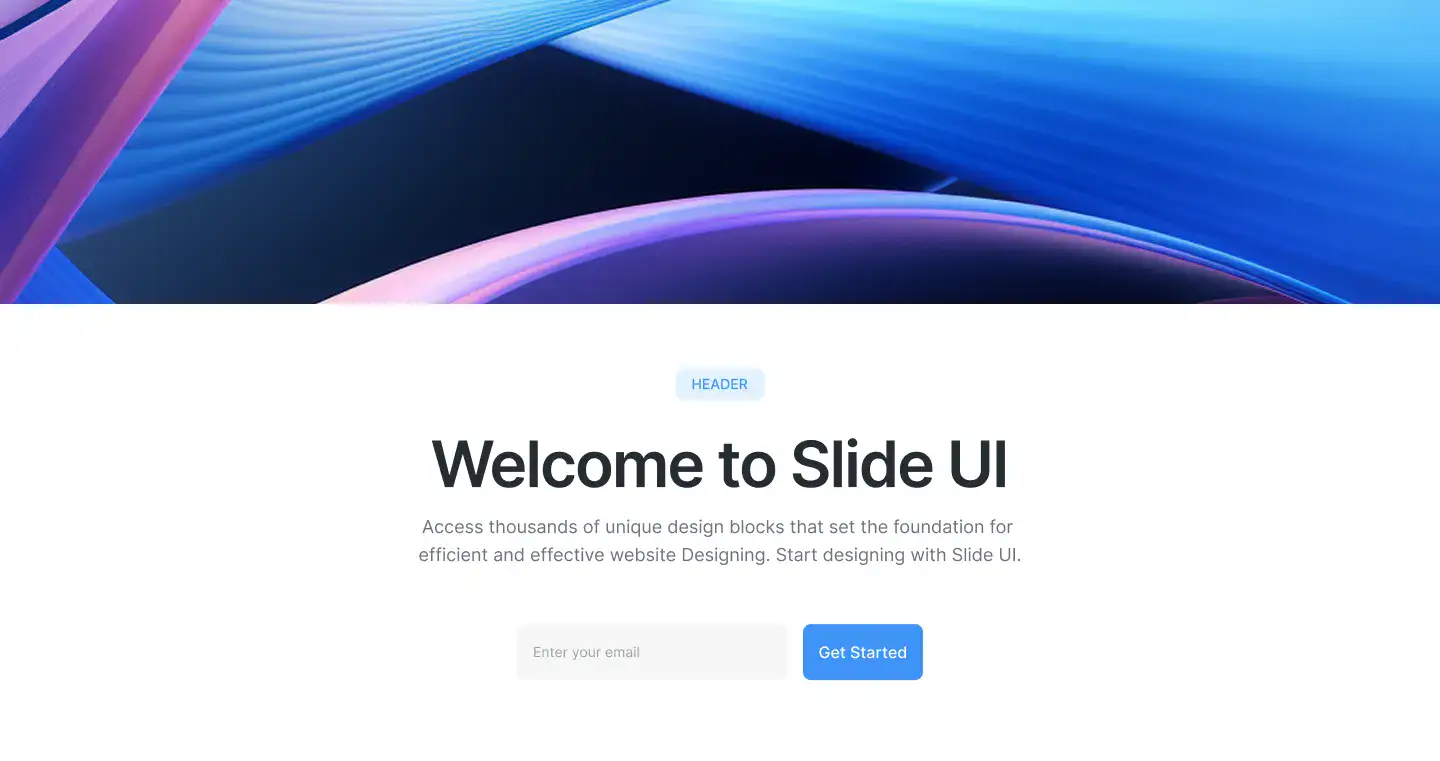 HEADER
Welcome to Slide UI
Access thousands of unique design blocks that set the foundation for
efficient and effective website Designing. Start designing with Slide UI.
Enter your email
Get Started